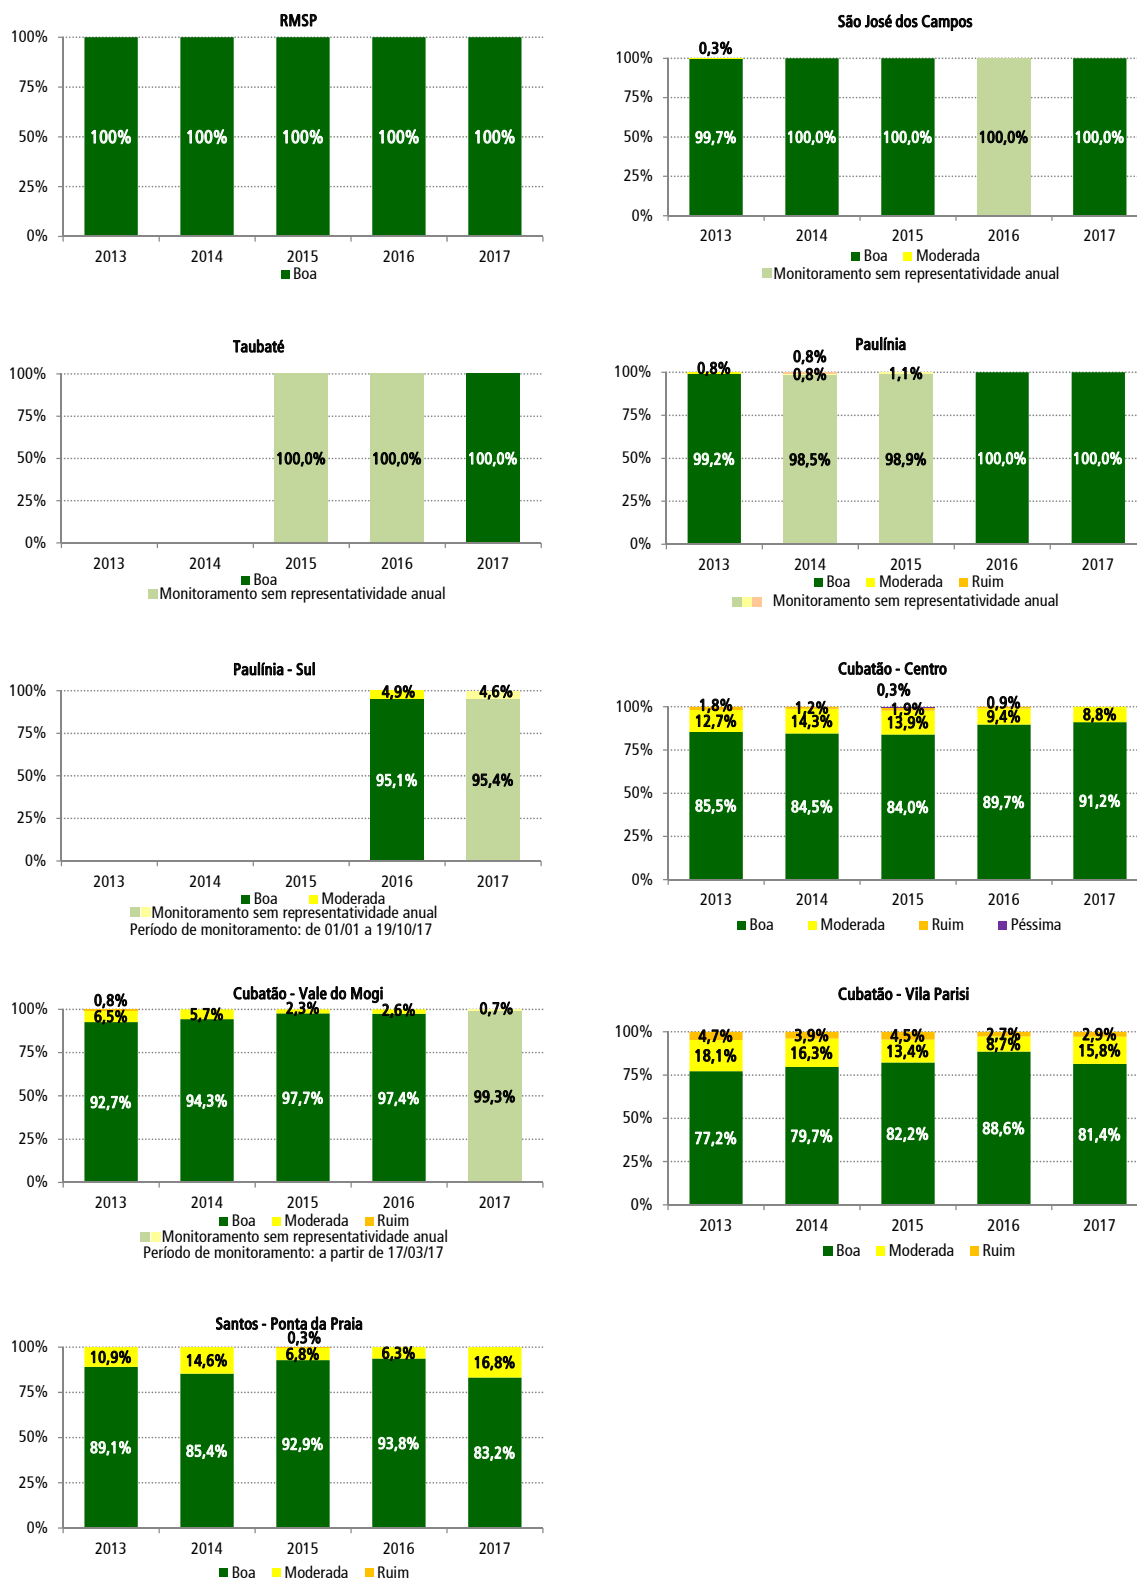 RMSP
100%
75%
50%
25%
0%
100% 100% 100% 100% 100%
2013 2014 2015 2016 2017
Boa
São José dos Campos
0,3%
100%
75%
50%
25%
0%
99,7% 100,0% 100,0% 100,0% 100,0%
2013 2014 2015 2016 2017
Boa Moderada
Monitoramento sem representatividade anual
Taubaté
100%
75%
50%
25%
0%
100,0% 100,0% 100,0%
2013 2014 2015 2016 2017
Boa
Monitoramento sem representatividade anual
Paulínia
0,8%
100%
75%
50%
25%
0%
0,8% 0,8% 1,1%
99,2% 98,5% 98,9% 100,0% 100,0%
2013 2014 2015 2016 2017
Boa Moderada Ruim
Monitoramento sem representatividade anual
Paulínia - Sul
100%
75%
50%
25%
0%
4,9% 4,6%
95,1% 95,4%
2013 2014 2015 2016 2017
Boa Moderada
Monitoramento sem representatividade anual
Período de monitoramento: de 01/01 a 19/10/17
Cubatão - Centro
0,3%
100%
75%
50%
25%
0%
1,8% 1,2% 1,9% 0,9%
12,7% 14,3% 13,9% 9,4% 8,8%
85,5% 84,5% 84,0% 89,7% 91,2%
2013 2014 2015 2016 2017
Boa Moderada Ruim Péssima
Cubatão - Vale do Mogi
0,8%
100%
75%
50%
25%
0%
6,5% 5,7% 2,3% 2,6% 0,7%
92,7% 94,3% 97,7% 97,4% 99,3%
2013 2014 2015 2016 2017
Boa Moderada Ruim
Monitoramento sem representatividade anual
Período de monitoramento: a partir de 17/03/17
Cubatão - Vila Parisi
100%
75%
50%
25%
0%
4,7% 3,9% 4,5% 2,7% 2,9%
18,1% 16,3% 13,4% 8,7% 15,8%
77,2% 79,7% 82,2% 88,6% 81,4%
2013 2014 2015 2016 2017
Boa Moderada Ruim
Santos - Ponta da Praia
0,3%
100%
75%
50%
25%
0%
10,9% 14,6% 6,8% 6,3% 16,8%
89,1% 85,4% 92,9% 93,8% 83,2%
2013 2014 2015 2016 2017
Boa Moderada Ruim